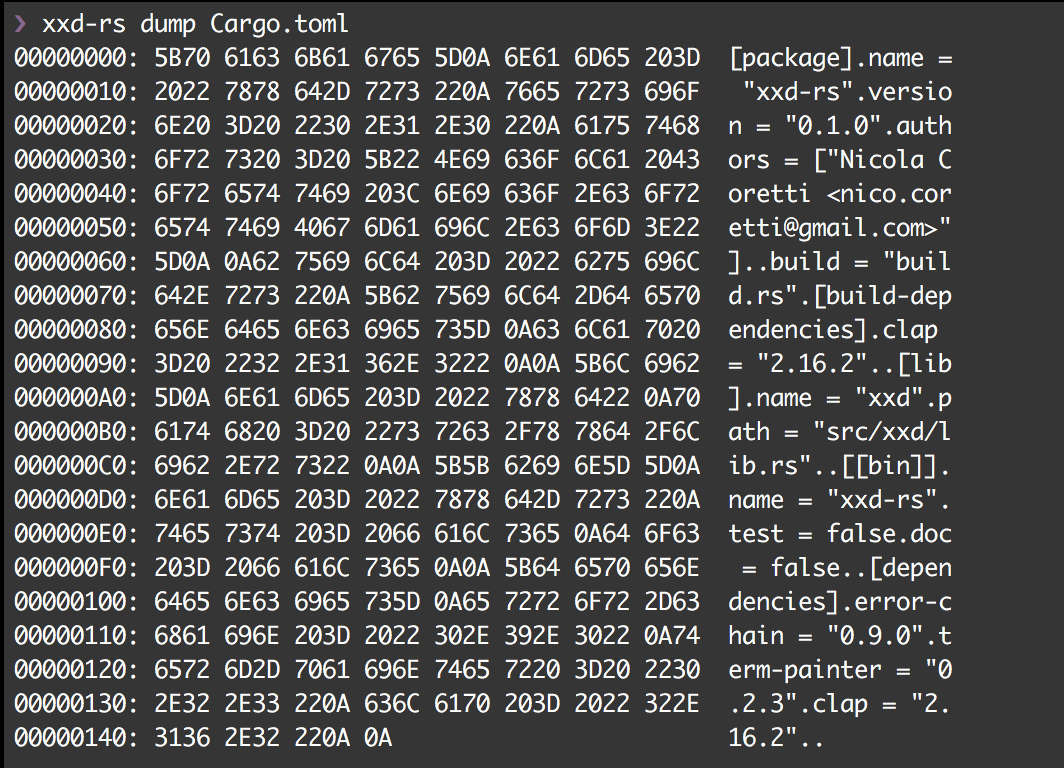 ❯ xxd-rs dump Cargo.toml
00000000: 5B70 6163 6B61 6765 5D0A 6E61 6D65 203D  [package].name =
00000010: 2022 7878 642D 7273 220A 7665 7273 696F   "xxd-rs".versio
00000020: 6E20 3D20 2230 2E31 2E30 220A 6175 7468  n = "0.1.0".auth
00000030: 6F72 7320 3D20 5B22 4E69 636F 6C61 2043  ors = ["Nicola C
00000040: 6F72 6574 7469 203C 6E69 636F 2E63 6F72  oretti <nico.cor
00000050: 6574 7469 4067 6D61 696C 2E63 6F6D 3E22  etti@gmail.com>"
00000060: 5D0A 0A62 7569 6C64 203D 2022 6275 696C  ]..build = "buil
00000070: 642E 7273 220A 5B62 7569 6C64 2D64 6570  d.rs".[build-dep
00000080: 656E 6465 6E63 6965 735D 0A63 6C61 7020  endencies].clap
00000090: 3D20 2232 2E31 362E 3222 0A0A 5B6C 6962  = "2.16.2"..[lib
000000A0: 5D0A 6E61 6D65 203D 2022 7878 6422 0A70  ].name = "xxd".p
000000B0: 6174 6820 3D20 2273 7263 2F78 7864 2F6C  ath = "src/xxd/l
000000C0: 6962 2E72 7322 0A0A 5B5B 6269 6E5D 5D0A  ib.rs"..[[bin]].
000000D0: 6E61 6D65 203D 2022 7878 642D 7273 220A  name = "xxd-rs".
000000E0: 7465 7374 203D 2066 616C 7365 0A64 6F63  test = false.doc
000000F0: 203D 2066 616C 7365 0A0A 5B64 6570 656E   = false..[depen
00000100: 6465 6E63 6965 735D 0A65 7272 6F72 2D63  dencies].error-c
00000110: 6861 696E 203D 2022 302E 392E 3022 0A74  hain = "0.9.0".t
00000120: 6572 6D2D 7061 696E 7465 7220 3D20 2230  erm-painter = "0
00000130: 2E32 2E33 220A 636C 6170 203D 2022 322E  .2.3".clap = "2.
00000140: 3136 2E32 220A 0A                        16.2"..